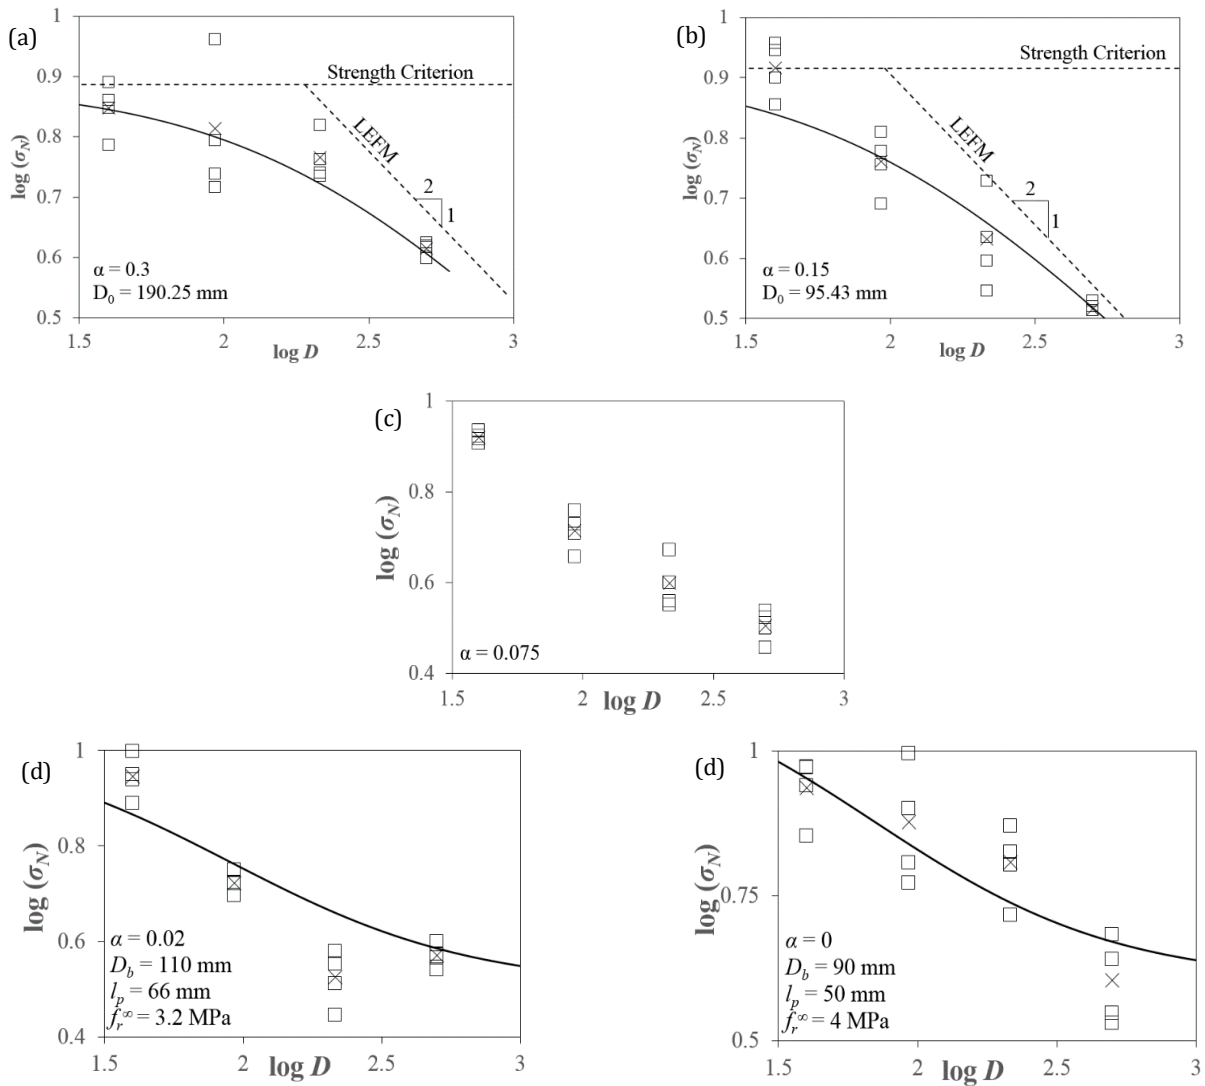 (a)
1
0.9
0.8
0.7
0.6
0.5
log (σN)
Strength Criterion
LEFM
2
1
α = 0.3
D0 = 190.25 mm
1.5 2 2.5 3
log D
(b)
1
0.9
0.8
0.7
0.6
0.5
log (σN)
Strength Criterion
LEFM
2
1
α = 0.15
D0 = 95.43 mm
1.5 2 2.5 3
log D
(c)
1
0.8
0.6
0.4
log (σN)
α = 0.075
1.5 2 2.5 3
log D
(d)
1
0.8
0.6
0.4
log (σN)
α = 0.02
Db = 110 mm
lp = 66 mm
fr∞ = 3.2 MPa
1.5 2 2.5 3
log D
(d)
1
0.75
0.5
log (σN)
α = 0
Db = 90 mm
lp = 50 mm
fr∞ = 4 MPa
1.5 2 2.5 3
log D